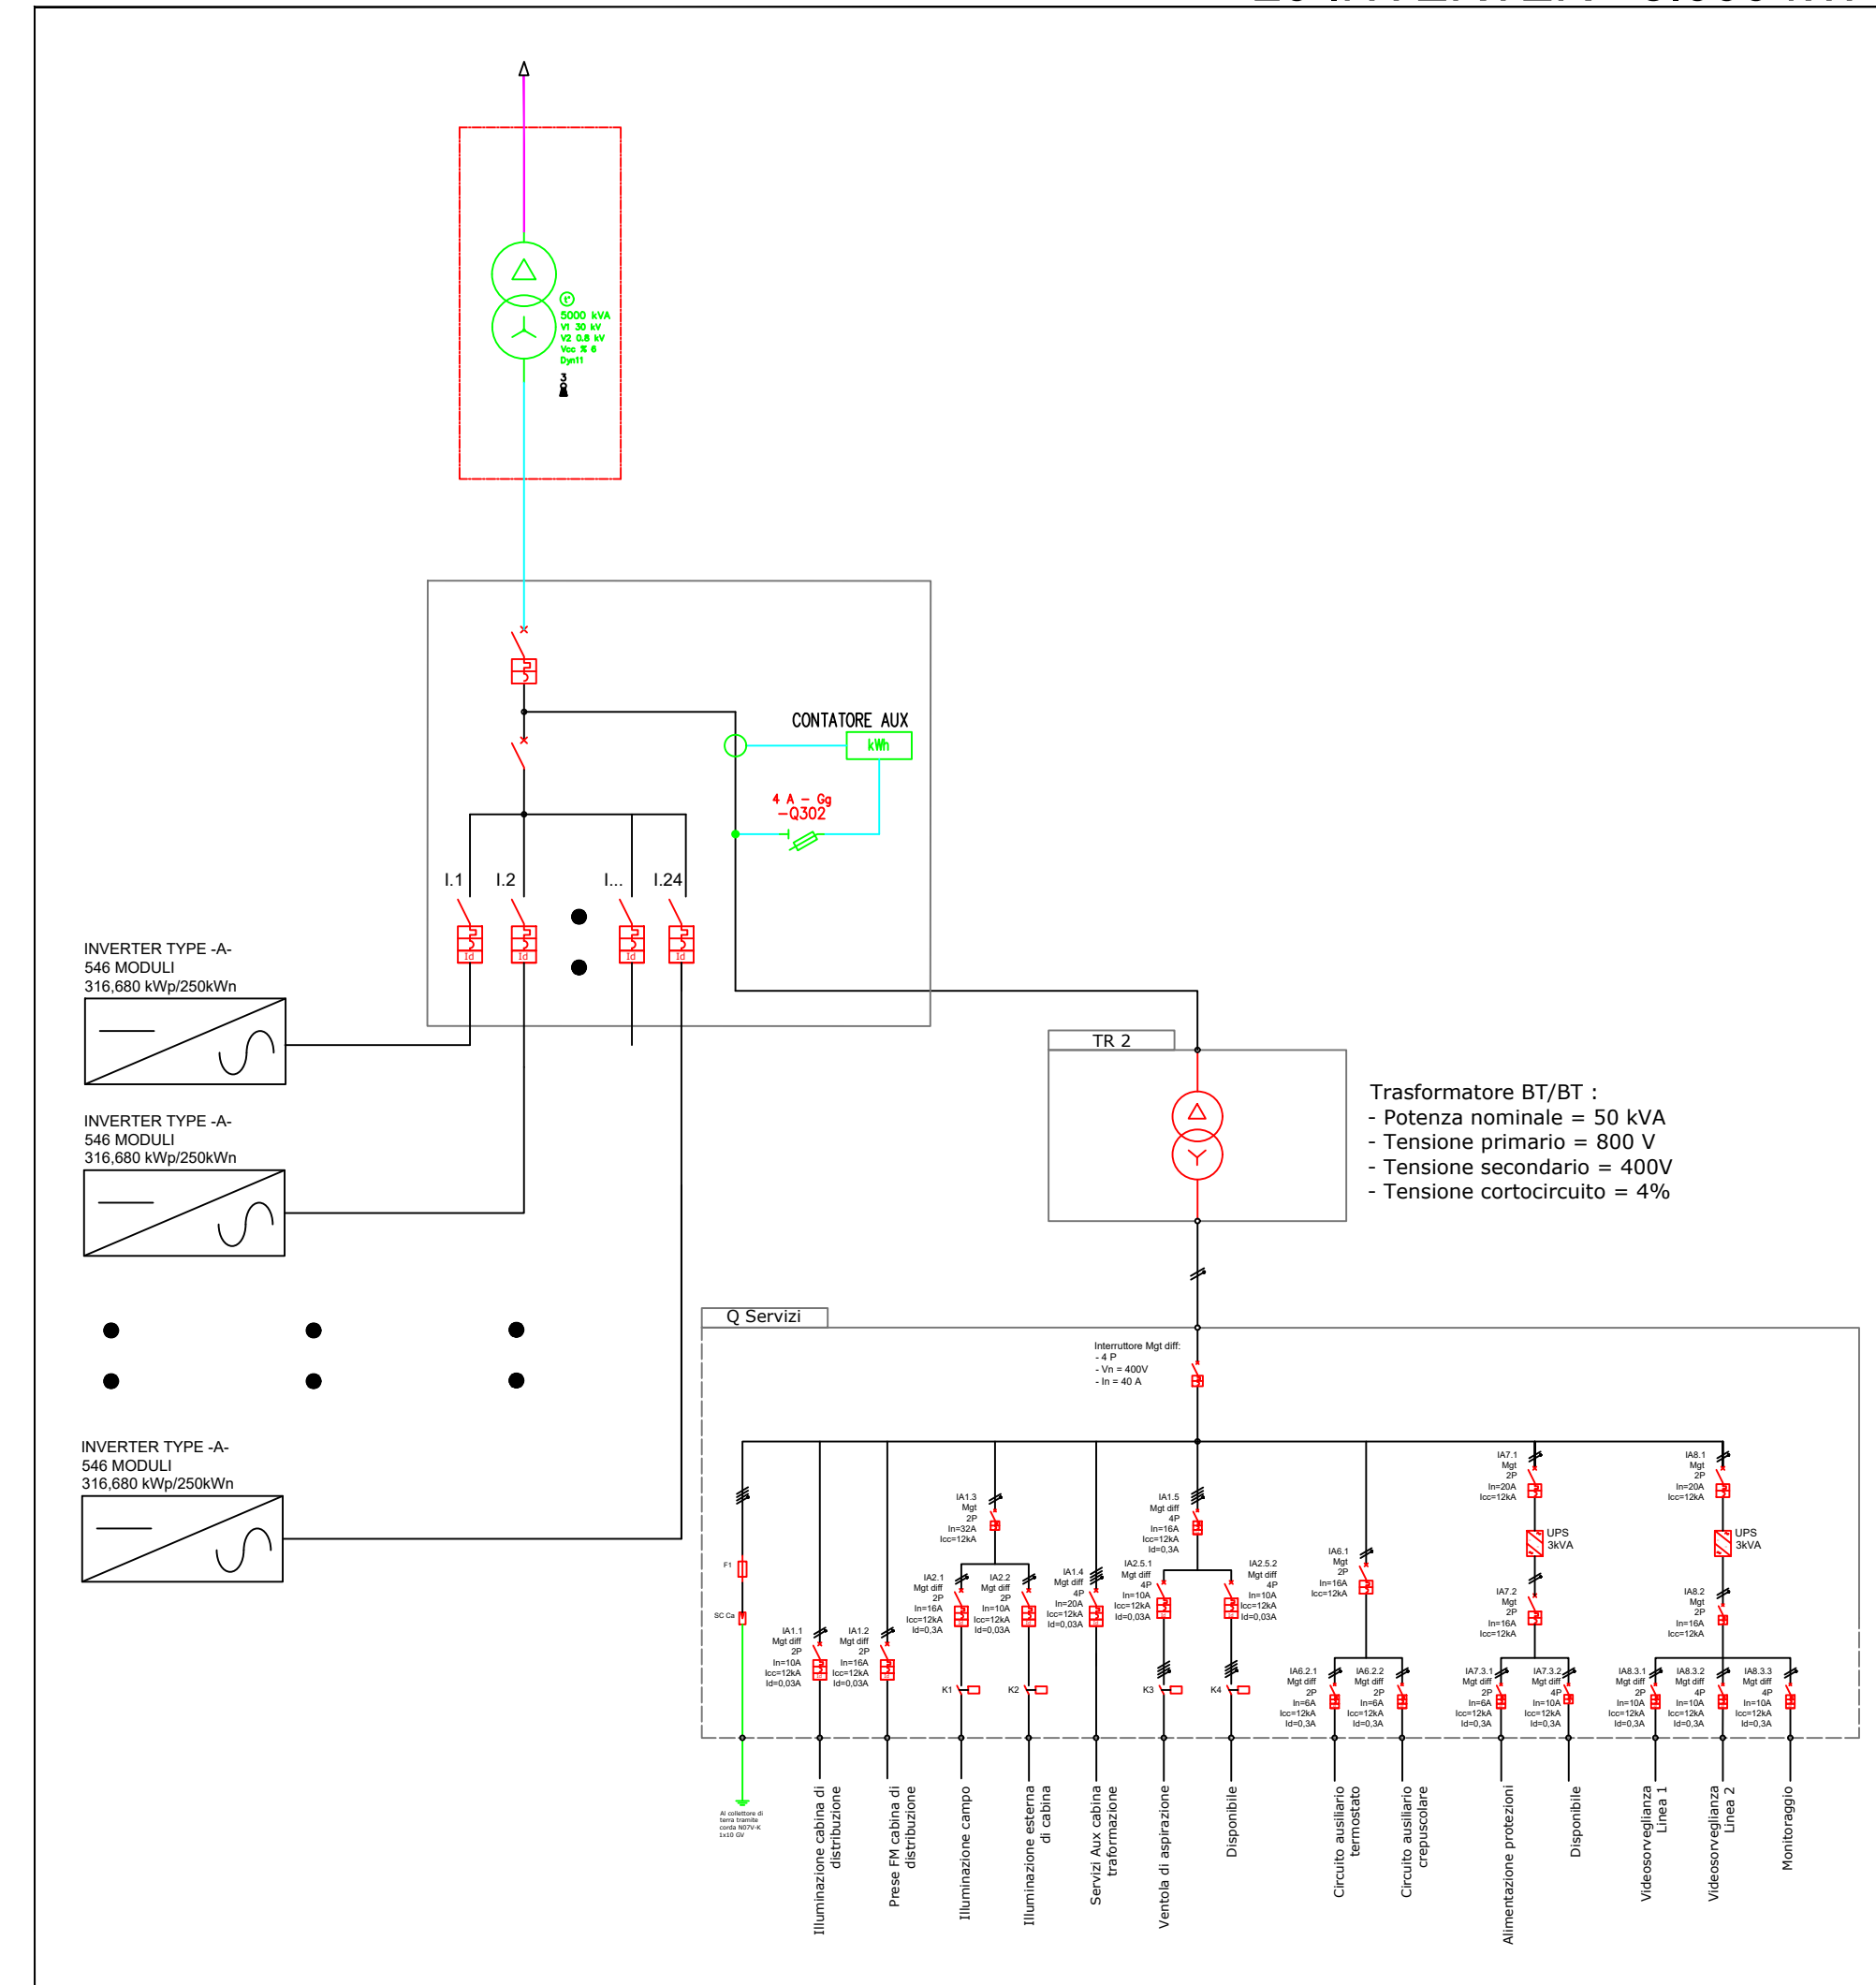 5000 kVA
V1 30 kV
V2 0.8 kV
Vcc % 6
Dyn11
3
CONTATORE AUX
kWh
4 A - Gg
-Q302
I.1
I.2
I...
I.24
Id
Id
Id
Id
INVERTER TYPE -A-
546 MODULI
316,680 kWp/250kWn
INVERTER TYPE -A-
546 MODULI
316,680 kWp/250kWn
INVERTER TYPE -A-
546 MODULI
316,680 kWp/250kWn
TR 2
Trasformatore BT/BT :
- Potenza nominale = 50 kVA
- Tensione primario = 800 V
- Tensione secondario = 400V
- Tensione cortocircuito = 4%
Q Servizi
Interruttore Mgt diff:
- 4 P
- Vn = 400V
- In = 40 A
F1
SC Ca
IA1.1
Mgt diff
2P
In=10A
Icc=12kA
Id=0,03A
IA1.2
Mgt diff
2P
In=16A
Icc=12kA
Id=0,03A
IA1.3
Mgt
2P
In=32A
Icc=12kA
IA2.1
Mgt diff
2P
In=16A
Icc=12kA
Id=0,3A
IA2.2
Mgt diff
2P
In=10A
Icc=12kA
Id=0,03A
K1
K2
IA1.4
Mgt diff
4P
In=20A
Icc=12kA
Id=0,03A
IA1.5
Mgt diff
4P
In=16A
Icc=12kA
Id=0,3A
IA2.5.1
Mgt diff
4P
In=10A
Icc=12kA
Id=0,03A
IA2.5.2
Mgt diff
4P
In=10A
Icc=12kA
Id=0,03A
K3
K4
IA6.1
Mgt
2P
In=16A
Icc=12kA
IA6.2.1
Mgt diff
2P
In=6A
Icc=12kA
Id=0,3A
IA6.2.2
Mgt diff
2P
In=6A
Icc=12kA
Id=0,3A
IA7.1
Mgt
2P
In=20A
Icc=12kA
UPS
3kVA
IA7.2
Mgt
2P
In=16A
Icc=12kA
IA7.3.1
Mgt diff
2P
In=6A
Icc=12kA
Id=0,3A
IA7.3.2
Mgt diff
4P
In=10A
Icc=12kA
Id=0,3A
IA8.1
Mgt
2P
In=20A
Icc=12kA
UPS
3kVA
IA8.2
Mgt
2P
In=16A
Icc=12kA
IA8.3.1
Mgt diff
2P
In=10A
Icc=12kA
Id=0,3A
IA8.3.2
Mgt diff
4P
In=10A
Icc=12kA
Id=0,3A
IA8.3.3
Mgt diff
4P
In=10A
Icc=12kA
Id=0,3A
Al collettore di
terra tramite
corda N07V-K
1x10 GV
Illuminazione cabina di
distribuzione
Prese FM cabina di
distribuzione
Illuminazione campo
Illuminazione esterna
di cabina
Servizi Aux cabina
traformazione
Ventola di aspirazione
Disponibile
Circuito ausiliario
termostato
Circuito ausiliario
crepuscolare
Alimentazione protezioni
Disponibile
Videosorveglianza
Linea 1
Videosorveglianza
Linea 2
Monitoraggio